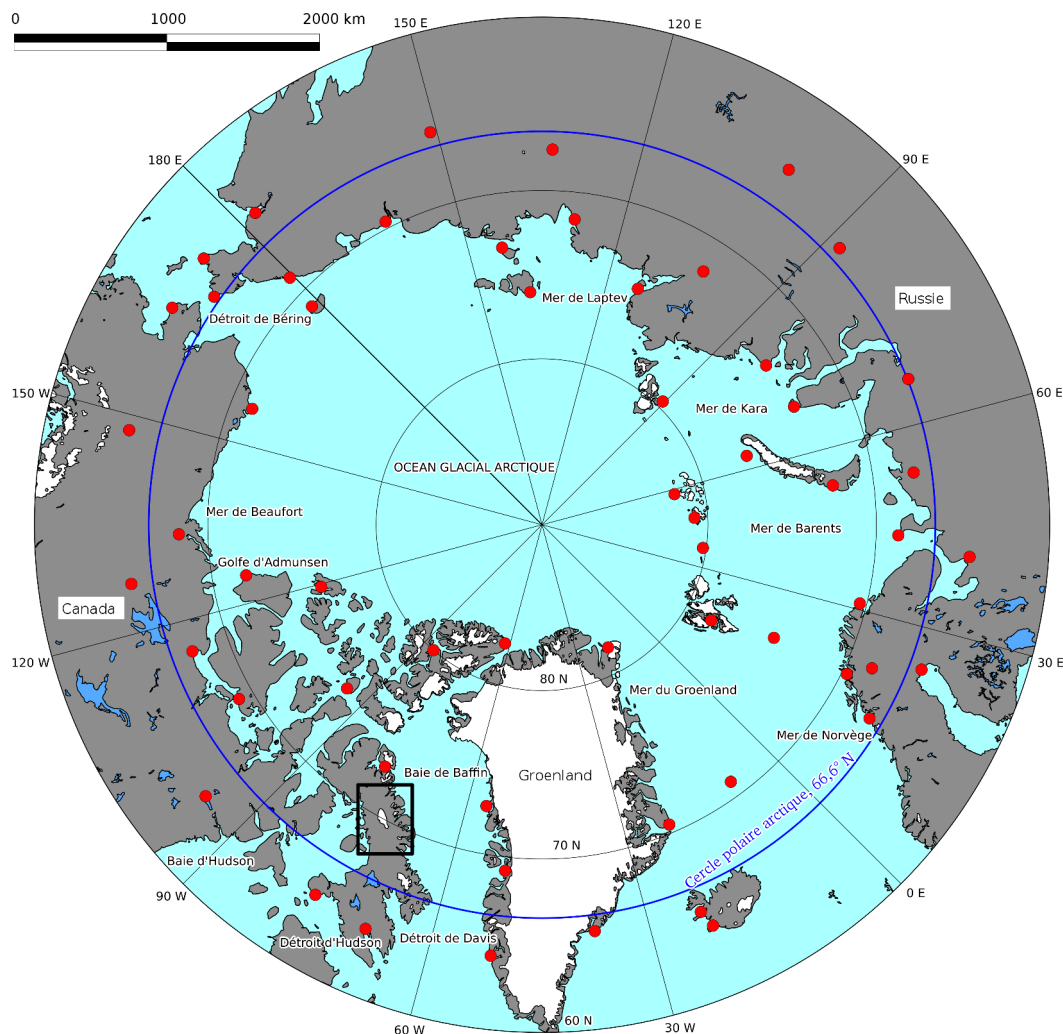 0 1000 2000 km
150 E
120 E
180 E
90 E
Mer de Laptev
Russie
Détroit de Béring
150 W
60 E
Mer de Kara
OCEAN GLACIAL ARCTIQUE
Mer de Beaufort
Mer de Barents
Golfe d'Admunsen
Canada
120 W
30 E
80 N
Mer du Groenland
Mer de Norvège
Baie de Baffin
Groenland
Cercle polaire arctique, 66,6° N
70 N
Baie d'Hudson
90 W
0 E
Détroit d'Hudson
Détroit de Davis
60 W
60 N
30 W